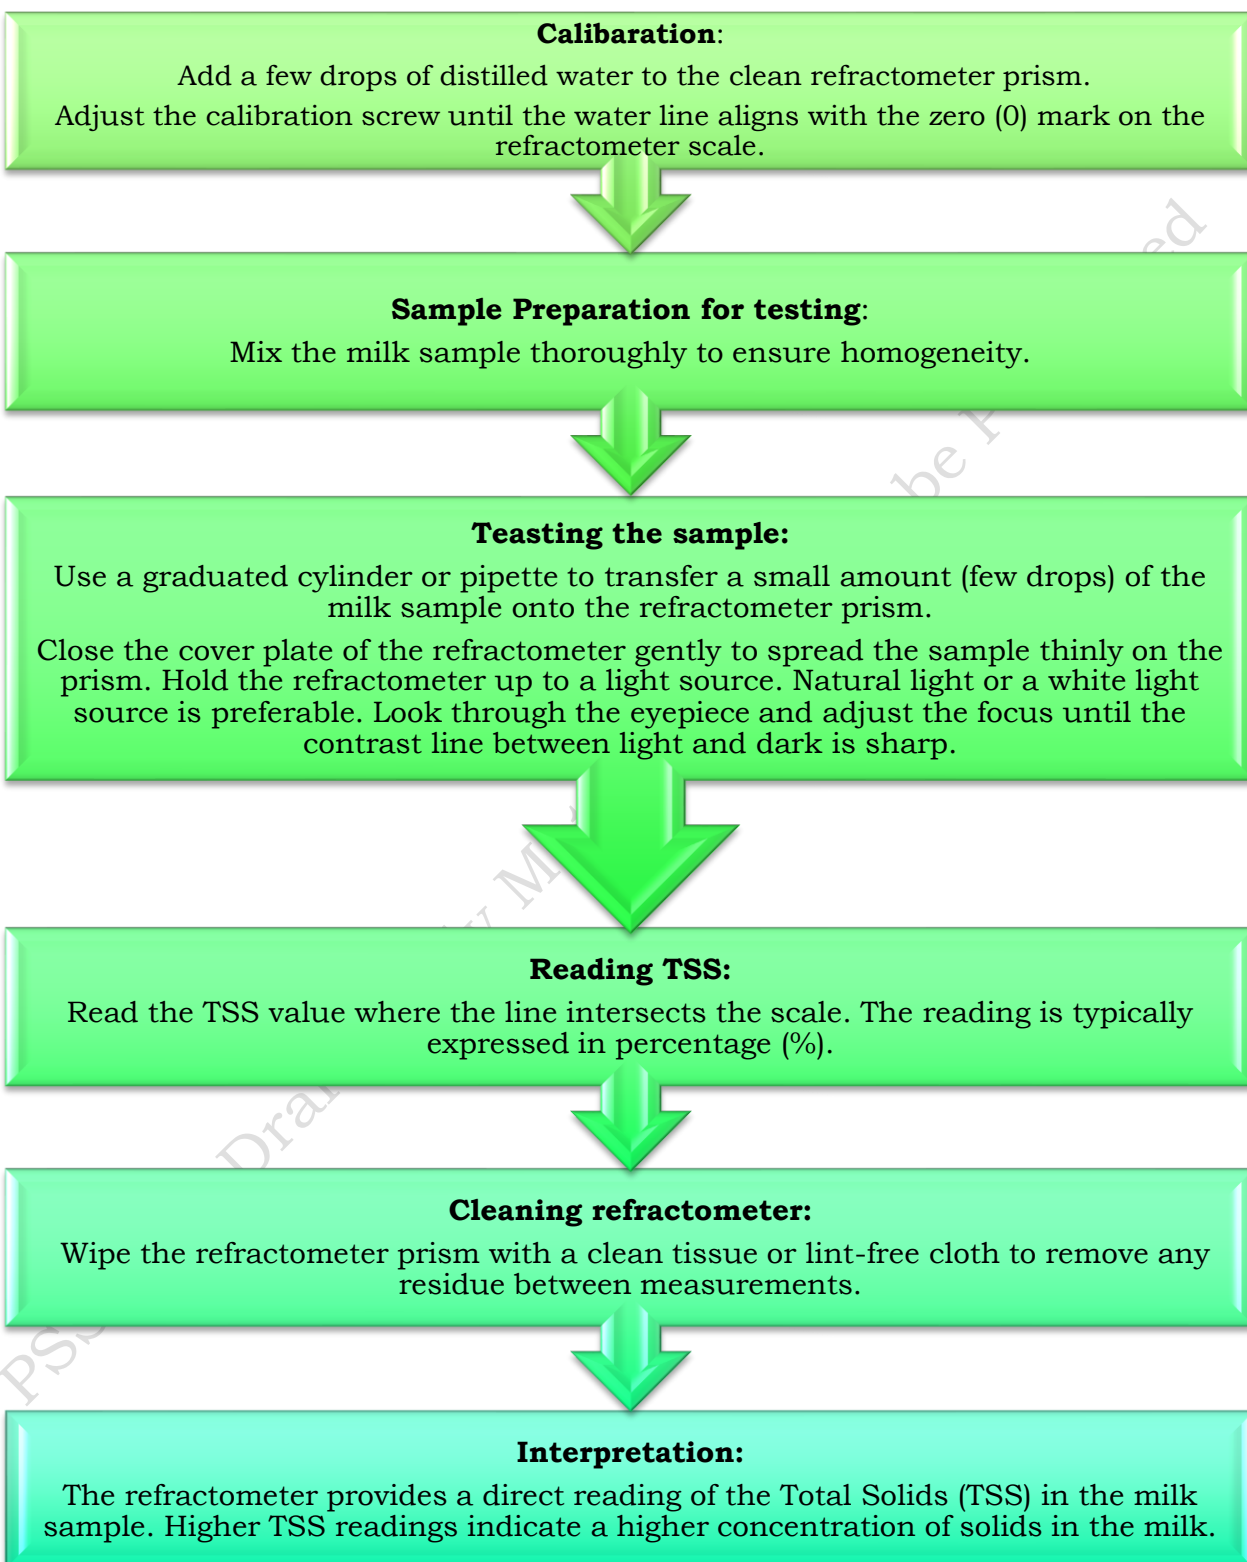 Calibaration:
Add a few drops of distilled water to the clean refractometer prism.
Adjust the calibration screw until the water line aligns with the zero (0) mark on the
refractometer scale.
Sample Preparation for testing:
Mix the milk sample thoroughly to ensure homogeneity.
Teasting the sample:
Use a graduated cylinder or pipette to transfer a small amount (few drops) of the
milk sample onto the refractometer prism.
Close the cover plate of the refractometer gently to spread the sample thinly on the
prism. Hold the refractometer up to a light source. Natural light or a white light
source is preferable. Look through the eyepiece and adjust the focus until the
contrast line between light and dark is sharp.
Reading TSS:
Read the TSS value where the line intersects the scale. The reading is typically
expressed in percentage (%).
Cleaning refractometer:
Wipe the refractometer prism with a clean tissue or lint-free cloth to remove any
residue between measurements.
Interpretation:
The refractometer provides a direct reading of the Total Solids (TSS) in the milk
sample. Higher TSS readings indicate a higher concentration of solids in the milk.